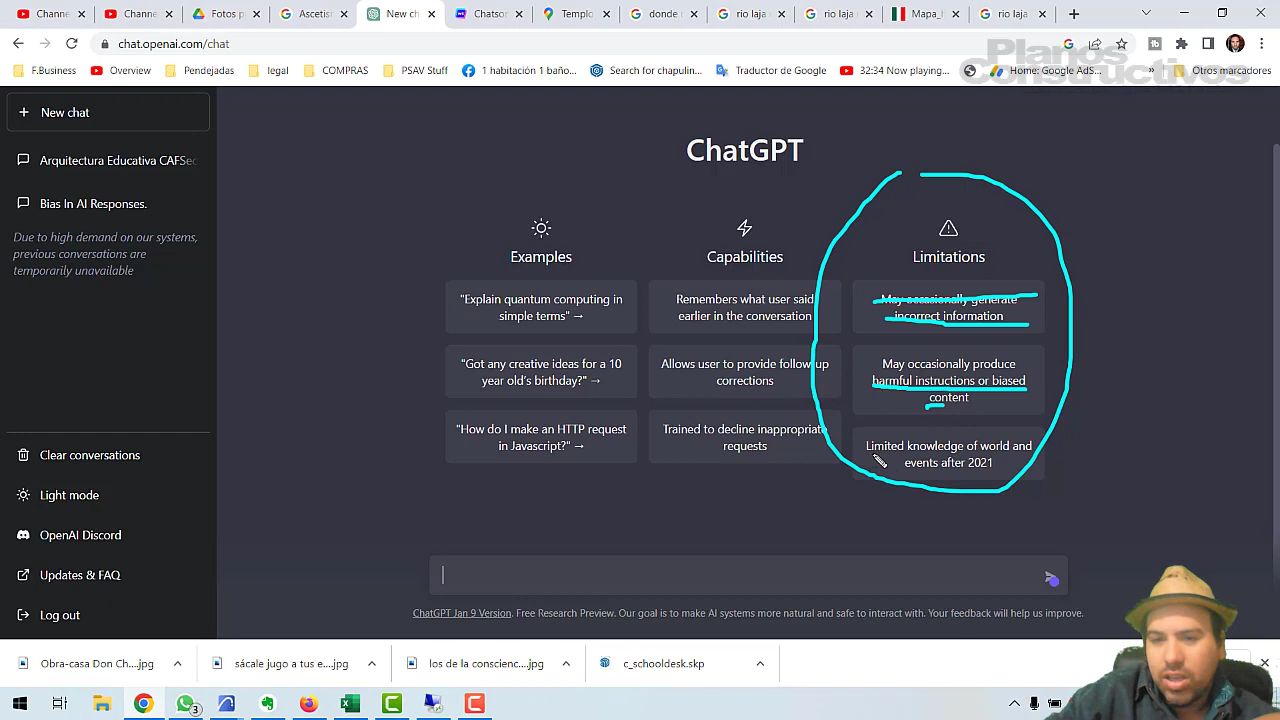 Channe
Channe
Fotos p
Ascetis
New ch
Chatson
Templo
donde
rio laja
rio laja
Mapa_h
rio laja
chat.openai.com/chat
Planos
Constructivos
F.Business
Overview
Pendejadas
legal
COMPRAS
PSAV Stuff
1 habitacion 1 baño...
Search for chapulin...
Traductor de Google
32:34 Now playing...
Home: Google AdS...
»
Otros marcadores
New chat
Arquitectura Educativa CAFSec
Bias In AI Responses.
Due to high demand on our systems,
previous conversations are
temporarily unavailable
ChatGPT
Examples
"Explain quantum computing in
simple terms" →
"Got any creative ideas for a 10
year old's birthday?" →
"How do I make an HTTP request
in Javascript?" →
Capabilities
Remembers what user said
earlier in the conversation
Allows user to provide follow-up
corrections
Trained to decline inappropriate
requests
Limitations
May occasionally generate
incorrect information
May occasionally produce
harmful instructions or biased
content
Limited knowledge of world and
events after 2021
Clear conversations
Light mode
OpenAI Discord
Updates & FAQ
Log out
ChatGPT Jan 9 Version. Free Research Preview. Our goal is to make AI systems more natural and safe to interact with. Your feedback will help us improve.
Obra-casa Don Ch....jpg
sácale jugo a tus e....jpg
los de la conscienc....jpg
c_schooldesk.skp
3